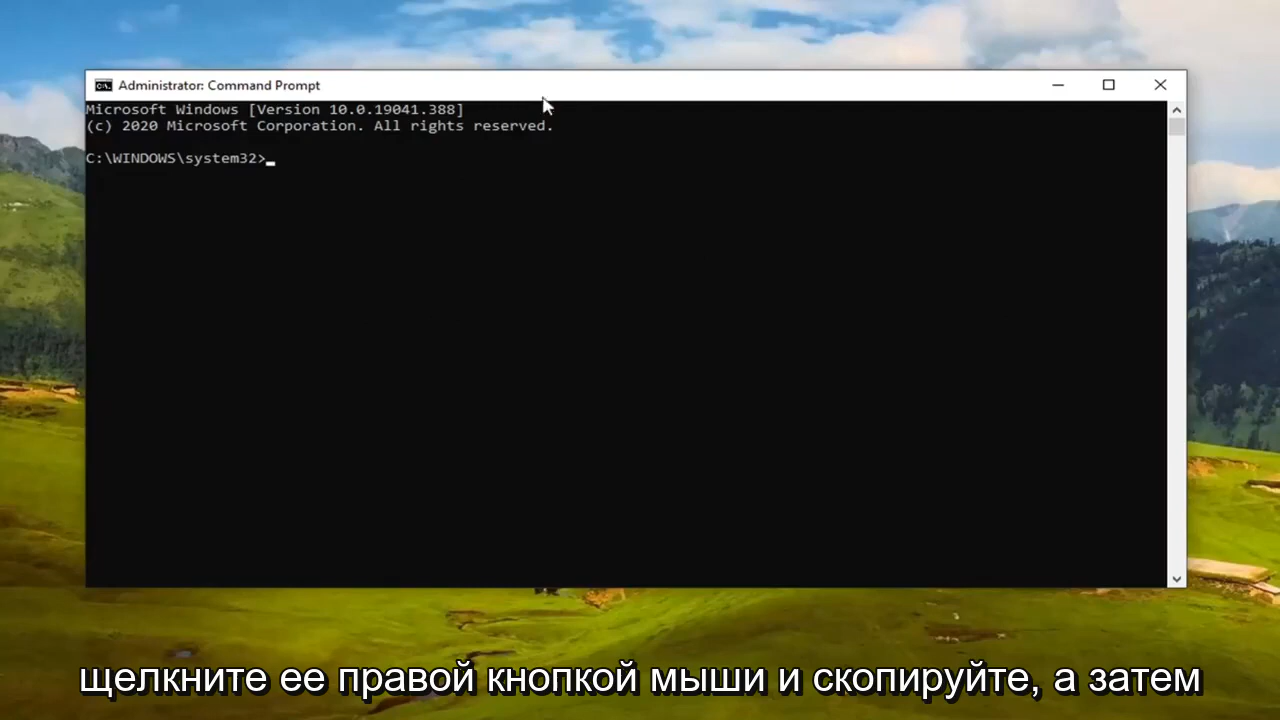 Administrator: Command Prompt
Microsoft Windows [Version 10.0.19041.388]
(c) 2020 Microsoft Corporation. All rights reserved.
C:\WINDOWS\system32>
щелкните ее правой кнопкой мыши и скопируйте, а затем